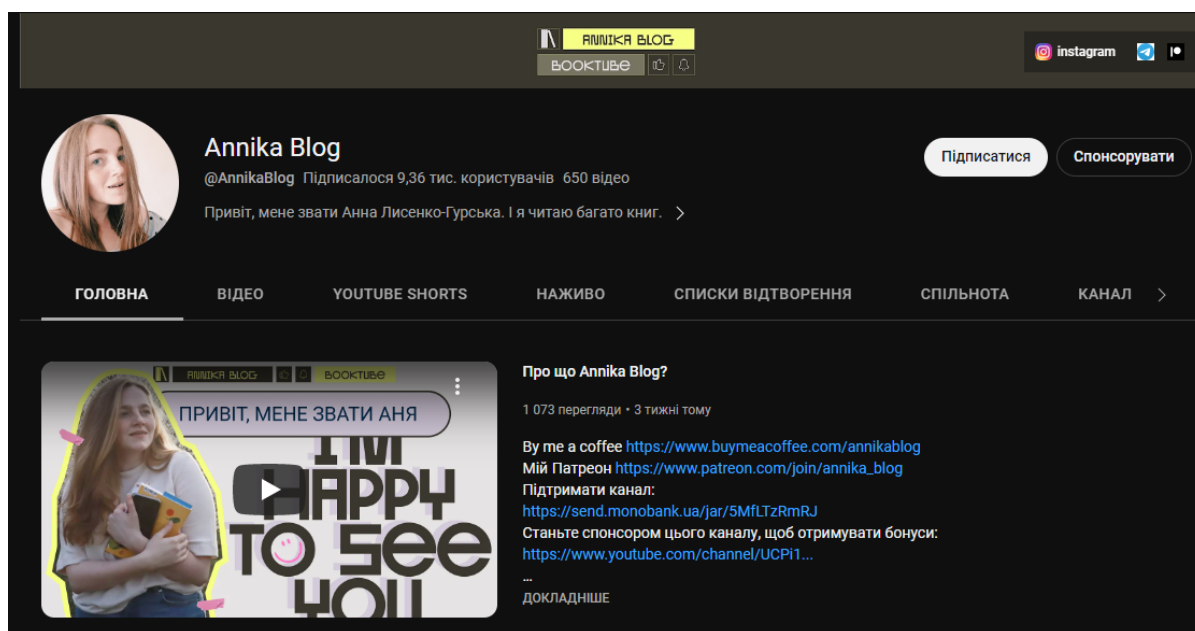 ANNIKA BLOG
BOOKTUBE
instagram
Annika Blog
@AnnikaBlog Підписалося 9,36 тис. користувачів 650 відео
Привіт, мене звати Анна Лисенко-Гурська. І я читаю багато книг.
Підписатися
Спонсорувати
ГОЛОВНА ВІДЕО YOUTUBE SHORTS НАЖИВО СПИСКИ ВІДТВОРЕННЯ СПІЛЬНОТА КАНАЛ
ANNIKA BLOG BOOKTUBE
ПРИВІТ, МЕНЕ ЗВАТИ АНЯ
I'M
HAPPY
TO SEE
YOU
Про що Annika Blog?
1 073 перегляди • 3 тижні тому
By me a coffee https://www.buymeacoffee.com/annikablog
Мій Патреон https://www.patreon.com/join/annika_blog
Підтримати канал:
https://send.monobank.ua/jar/5MfLTzRmRJ
Станьте спонсором цього каналу, щоб отримувати бонуси:
https://www.youtube.com/channel/UCPi1...
...
ДОКЛАДНІШЕ